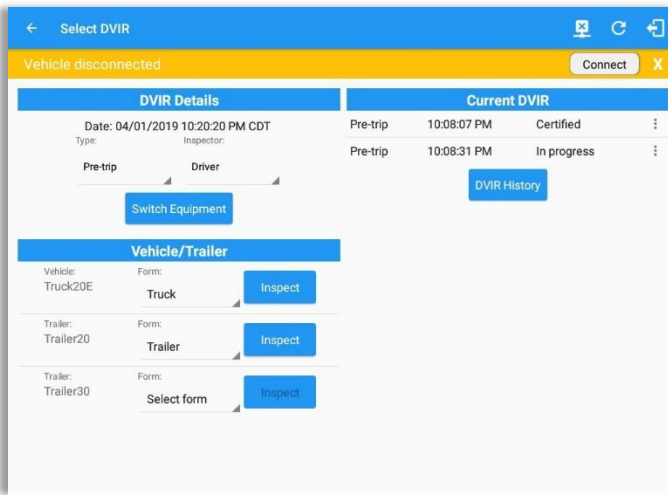 Select DVIR
Vehicle disconnected
Connect
X
DVIR Details
Date: 04/01/2019 10:20:20 PM CDT
Type: Inspector:
Pre-trip Driver
Switch Equipment
Vehicle/Trailer
Vehicle: Form:
Truck20E Truck Inspect
Trailer: Form:
Trailer20 Trailer Inspect
Trailer: Form:
Trailer30 Select form Inspect
Current DVIR
Pre-trip 10:08:07 PM Certified
Pre-trip 10:08:31 PM In progress
DVIR History